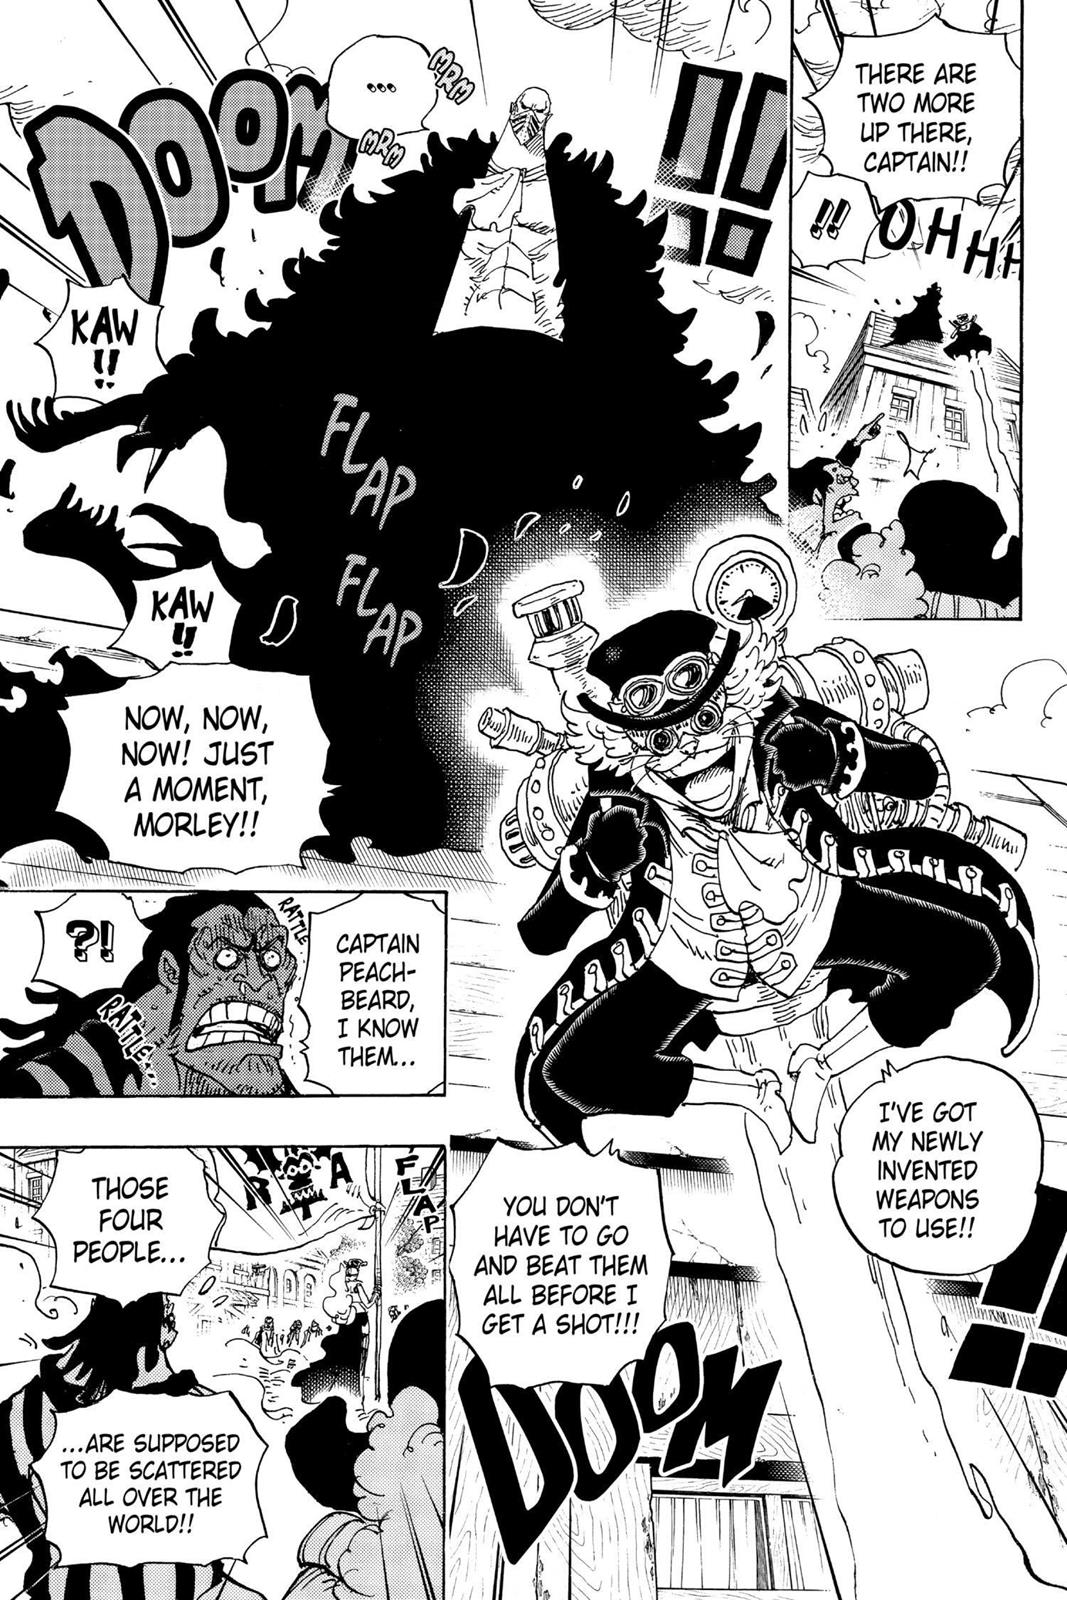 THERE ARE
TWO MORE
UP THERE,
CAPTAIN!!
!!
OHHH
!!
...
MRM
MRM
DOOM
KAW
!!
FLAP
FLAP
KAW
!!
NOW, NOW,
NOW! JUST
A MOMENT,
MORLEY!!
I'VE GOT
MY NEWLY
INVENTED
WEAPONS
TO USE!!
!!
YOU DON'T
HAVE TO GO
AND BEAT THEM
ALL BEFORE I
GET A SHOT!!!
DOOM
CAPTAIN
PEACH-
BEARD,
I KNOW
THEM...
RATTLE
?!
RATTLE...
THOSE
FOUR
PEOPLE...
R A
FLAP
...ARE SUPPOSED
TO BE SCATTERED
ALL OVER THE
WORLD!!